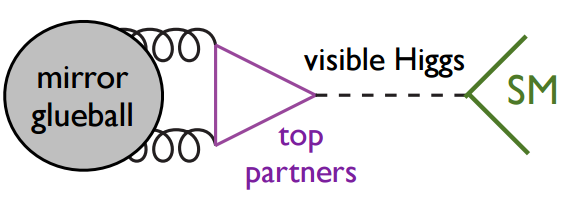 mirror
glueball
visible Higgs
SM
top
partners